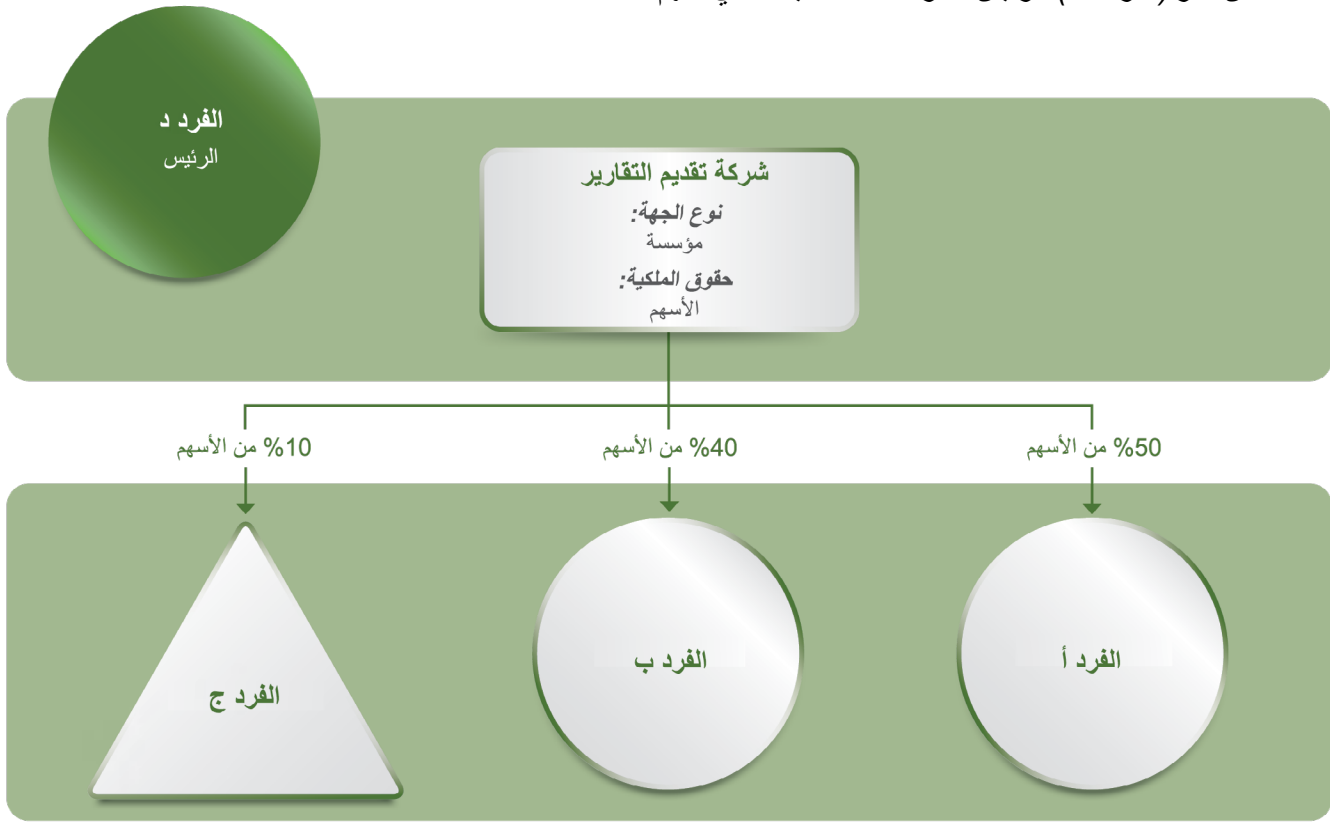 الفرد د
الرئيس
شركة تقديم التقارير
نوع الجهة:
مؤسسة
حقوق الملكية:
الأسهم
50% من الأسهم
40% من الأسهم
10% من الأسهم
الفرد أ
الفرد ب
الفرد ج